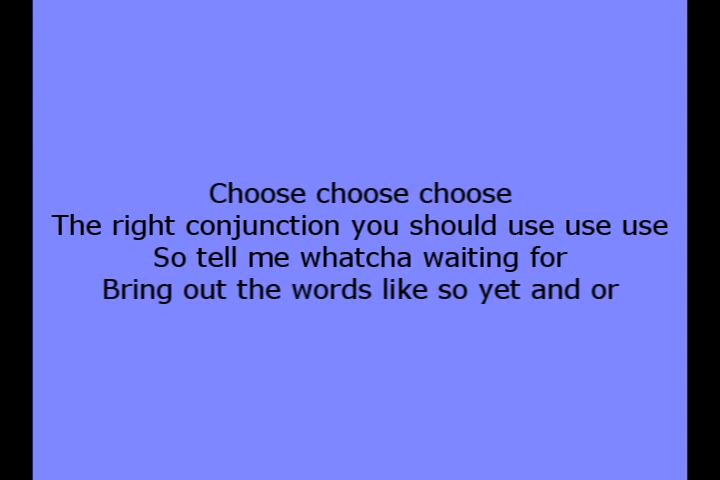 Choose choose choose
The right conjunction you should use use use
So tell me whatcha waiting for
Bring out the words like so yet and or